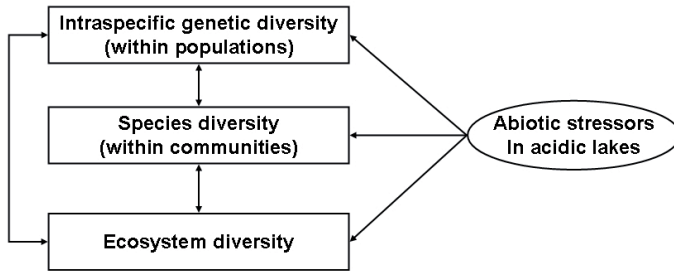 Intraspecific genetic diversity
(within populations)
Species diversity
(within communities)
Abiotic stressors
In acidic lakes
Ecosystem diversity